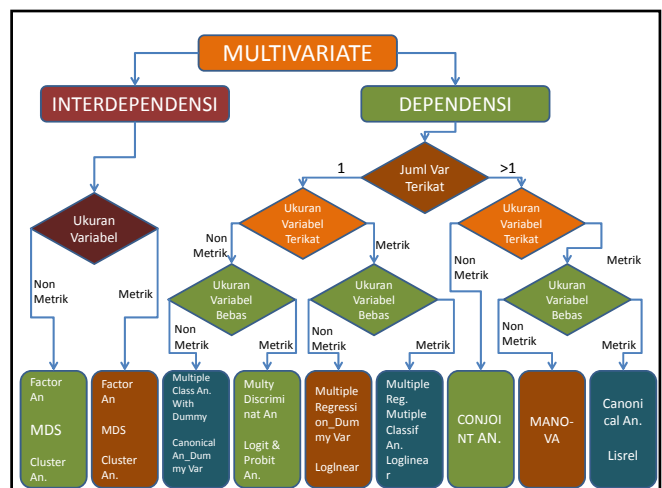 MULTIVARIATE
INTERDEPENDENSI
DEPENDENSI
Juml Var
Terikat
1
>1
Ukuran
Variabel
Ukuran
Variabel
Terikat
Ukuran
Variabel
Terikat
Non
Metrik
Metrik
Non
Metrik
Metrik
Non
Metrik
Metrik
Ukuran
Variabel
Bebas
Ukuran
Variabel
Bebas
Ukuran
Variabel
Bebas
Non
Metrik
Metrik
Non
Metrik
Metrik
Non
Metrik
Metrik
Factor
An
MDS
Cluster
An.
Factor
An
MDS
Cluster
An.
Multiple
Class An.
With
Dummy
Canonical
An_Dum
my Var
Multy
Discrimi
nat An
Logit &
Probit
An.
Multiple
Regressi
on_Du
mmy Var
Loglnear
Multiple
Reg.
Mutiple
Classif
An.
Loglinea
r
CONJOI
NT AN.
MANO-
VA
Canoni
cal An.
Lisrel